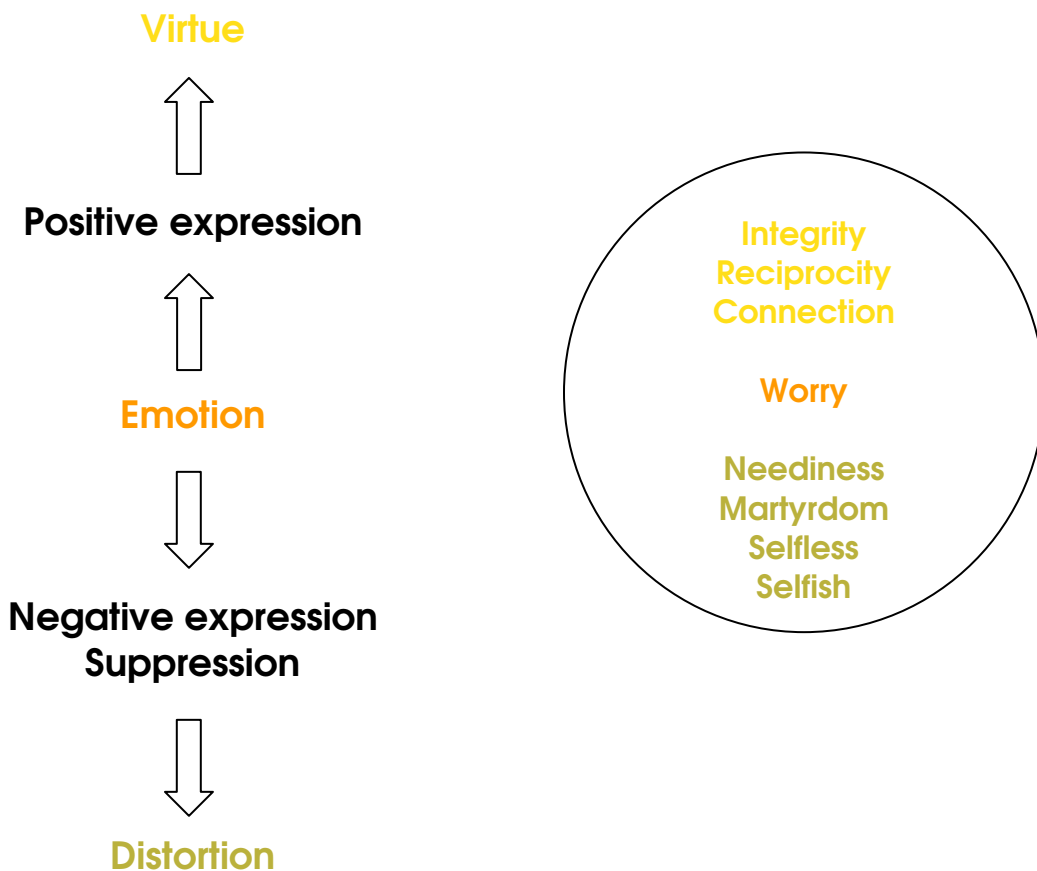 Virtue
Positive expression
Emotion
Negative expression
Suppression
Distortion
Integrity
Reciprocity
Connection
Worry
Neediness
Martyrdom
Selfless
Selfish